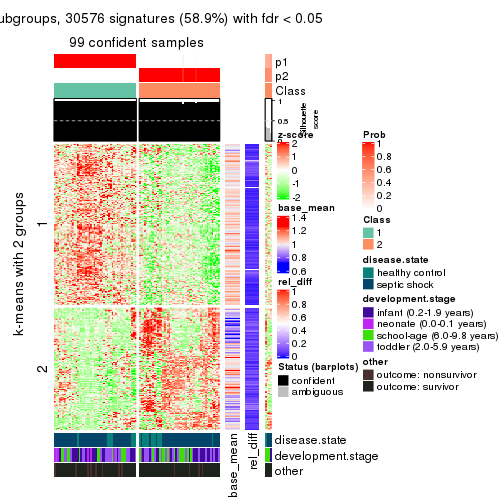 ubgroups, 30576 signatures (58.9%) with fdr < 0.05
99 confident samples
p1
p2
Class
1
0.5
0
Silhouette
score
k-means with 2 groups
1
2
z-score
2
1
0
-1
-2
base_mean
1.4
1.2
1
0.8
0.6
rel_diff
1
0.8
0.6
0.4
0.2
0
Status (barplots)
confident
ambiguous
Prob
1
0.8
0.6
0.4
0.2
0
Class
1
2
disease.state
healthy control
septic shock
development.stage
infant (0.2-1.9 years)
neonate (0.0-0.1 years)
school-age (6.0-9.8 years)
toddler (2.0-5.9 years)
other
outcome: nonsurvivor
outcome: survivor
disease.state
development.stage
other
base_mean
rel_diff